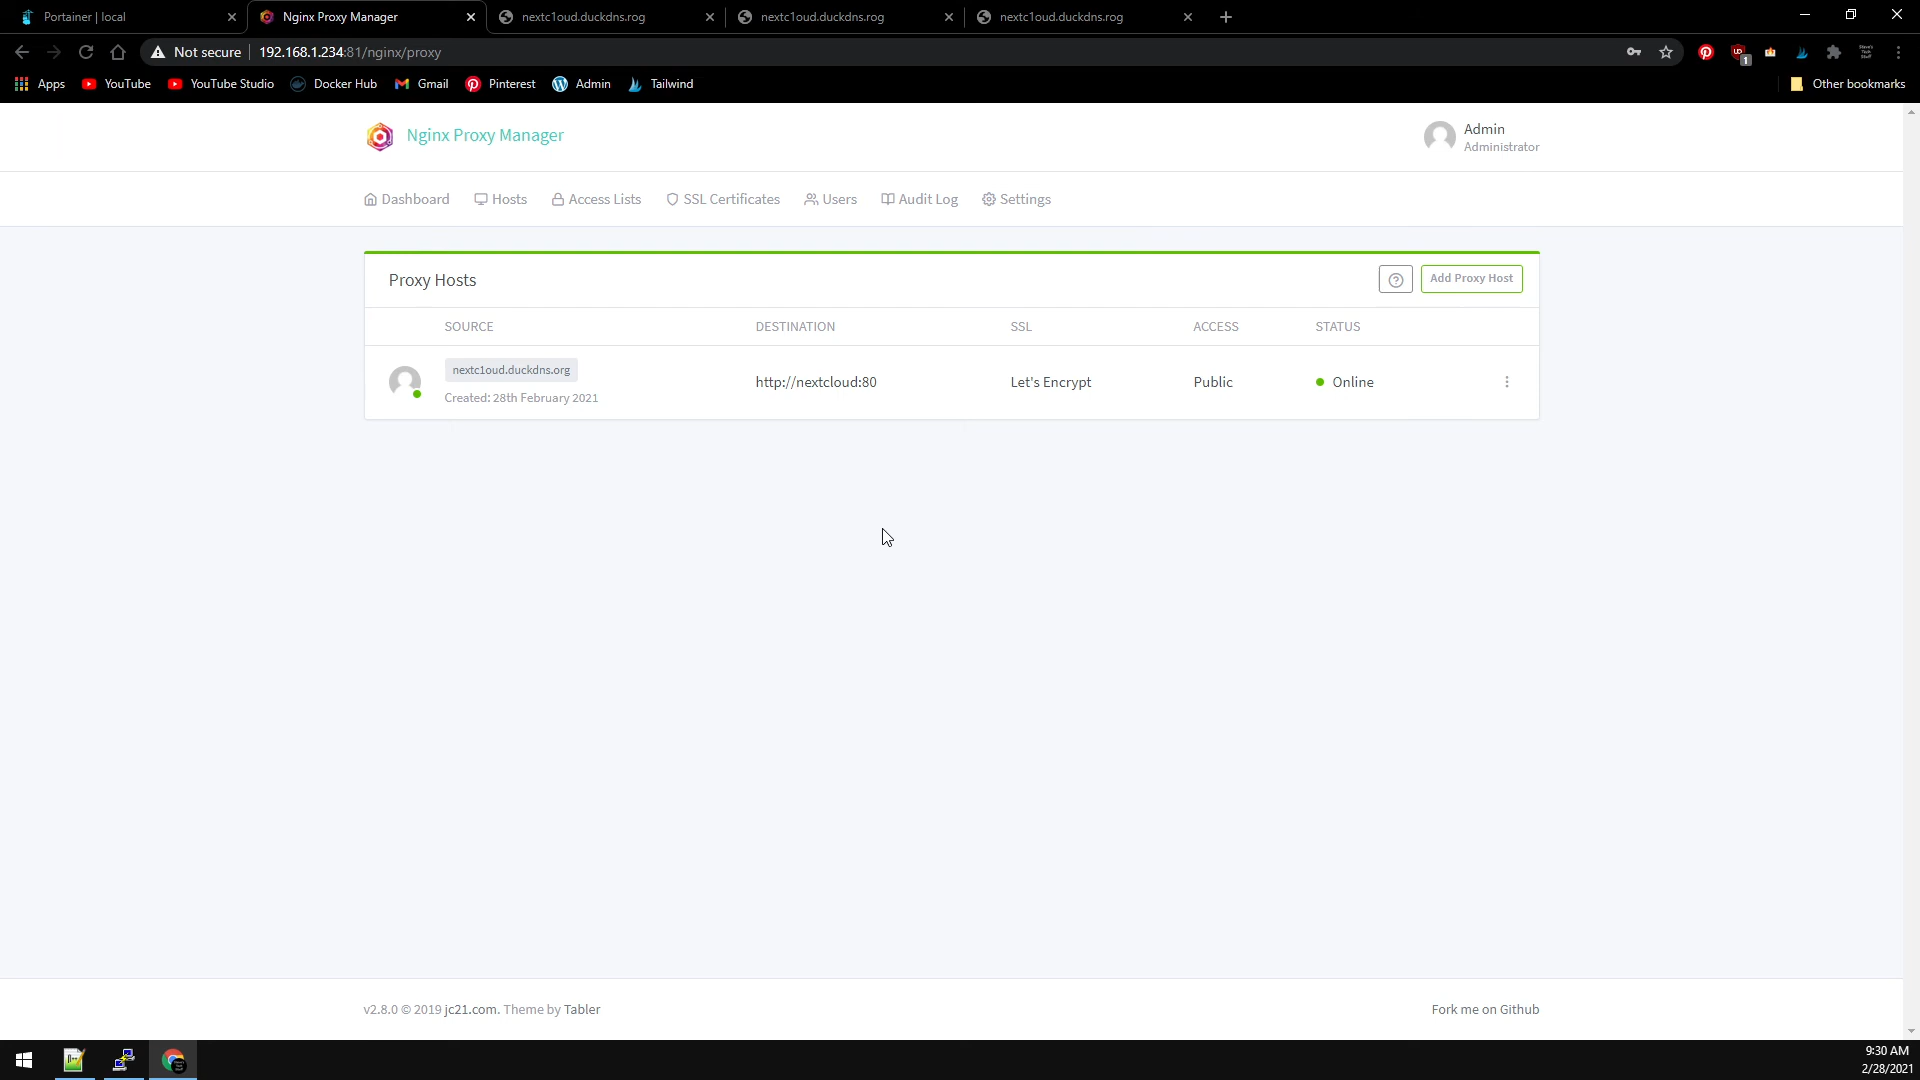 Portainer | local
Nginx Proxy Manager
nextc1oud.duckdns.rog
nextc1oud.duckdns.rog
nextc1oud.duckdns.rog
Not secure
192.168.1.234:81/nginx/proxy
1
Apps
YouTube
YouTube Studio
Docker Hub
Gmail
Pinterest
Admin
Tailwind
Other bookmarks
Nginx Proxy Manager
Admin
Administrator
Dashboard
Hosts
Access Lists
SSL Certificates
Users
Audit Log
Settings
Proxy Hosts
Add Proxy Host
SOURCE DESTINATION SSL ACCESS STATUS
nextc1oud.duckdns.org
Created: 28th February 2021
http://nextcloud:80
Let's Encrypt
Public
Online
v2.8.0 © 2019 jc21.com. Theme by Tabler
Fork me on Github
9:30 AM
2/28/2021